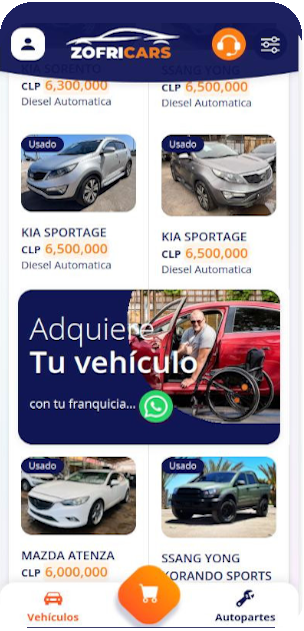 ZOFRICARS
KIA SORENTO
CLP 6,300,000
Diesel Automatica
SSANG YONG
CLP 6,500,000
Diesel Automatica
Usado
KIA SPORTAGE
CLP 6,500,000
Diesel Automatica
Usado
KIA SPORTAGE
CLP 6,500,000
Diesel Automatica
Adquiere
Tu vehículo
con tu franquicia...
Usado
MAZDA ATENZA
CLP 6,000,000
Usado
SSANG YONG
KORANDO SPORTS
Vehículos
Autopartes